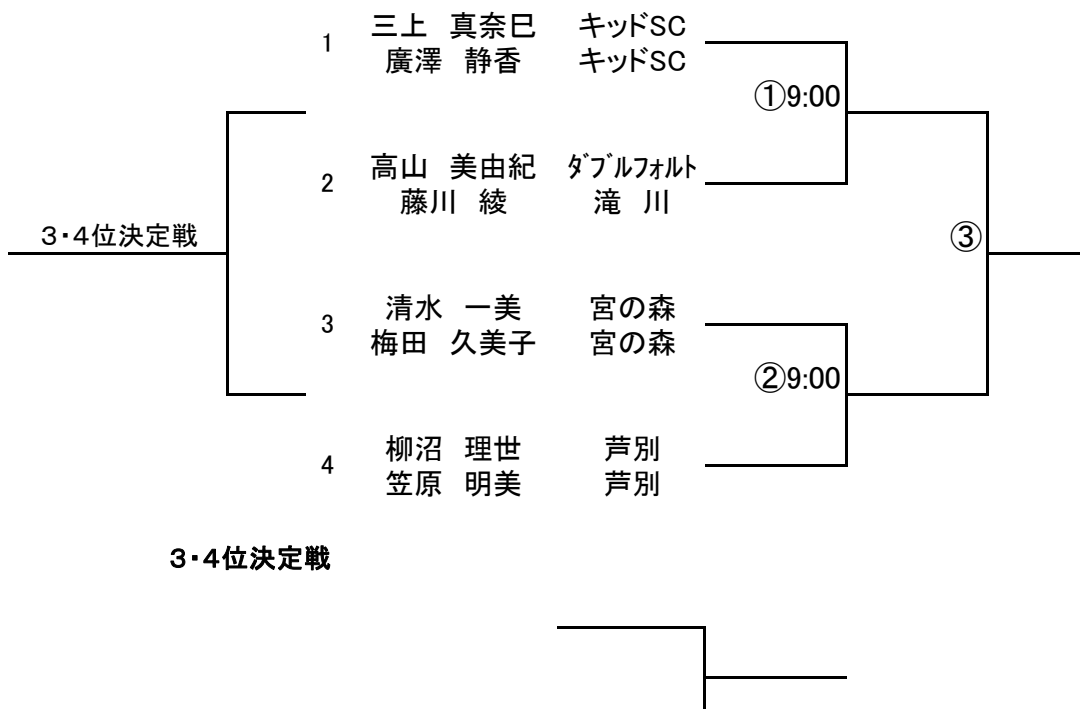 1
三上　真奈巳　キッドSC
廣澤　静香　キッドSC
①9:00
2
高山　美由紀　ﾀﾞﾌﾞﾙﾌｫﾙﾄ
藤川　綾　滝　川
3・4位決定戦
③
3
清水　一美　宮の森
梅田　久美子　宮の森
②9:00
4
柳沼　理世　芦別
笠原　明美　芦別
3・4位決定戦